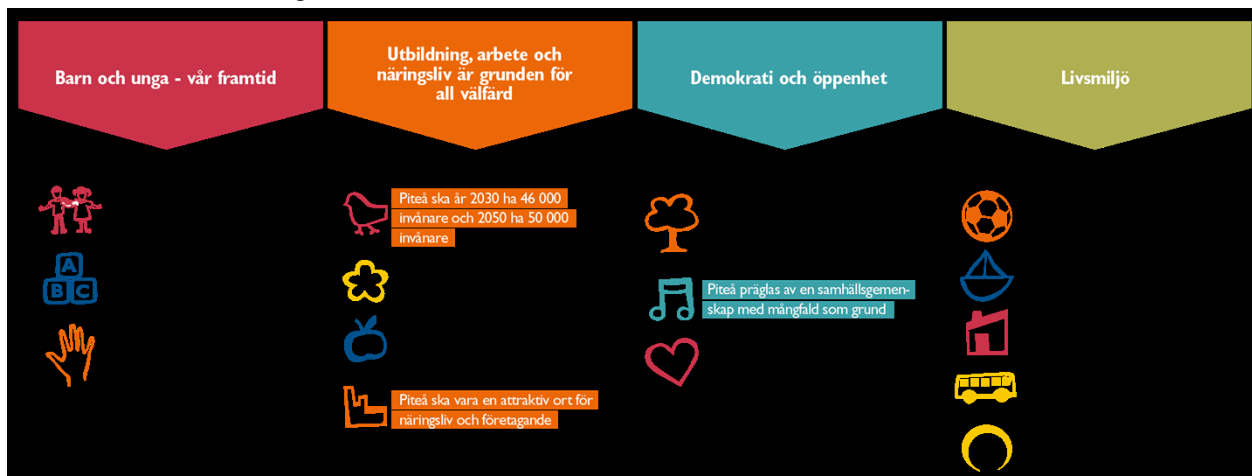 Barn och unga - vår framtid
Utbildning, arbete och
näringsliv är grunden för
all välfärd
Demokrati och öppenhet
Livsmiljö
Piteå ska år 2030 ha 46 000
invånare och 2050 ha 50 000
invånare
A
B C
Piteå präglas av en samhällsgemen-
skap med mångfald som grund
Piteå ska vara en attraktiv ort för
näringsliv och företagande